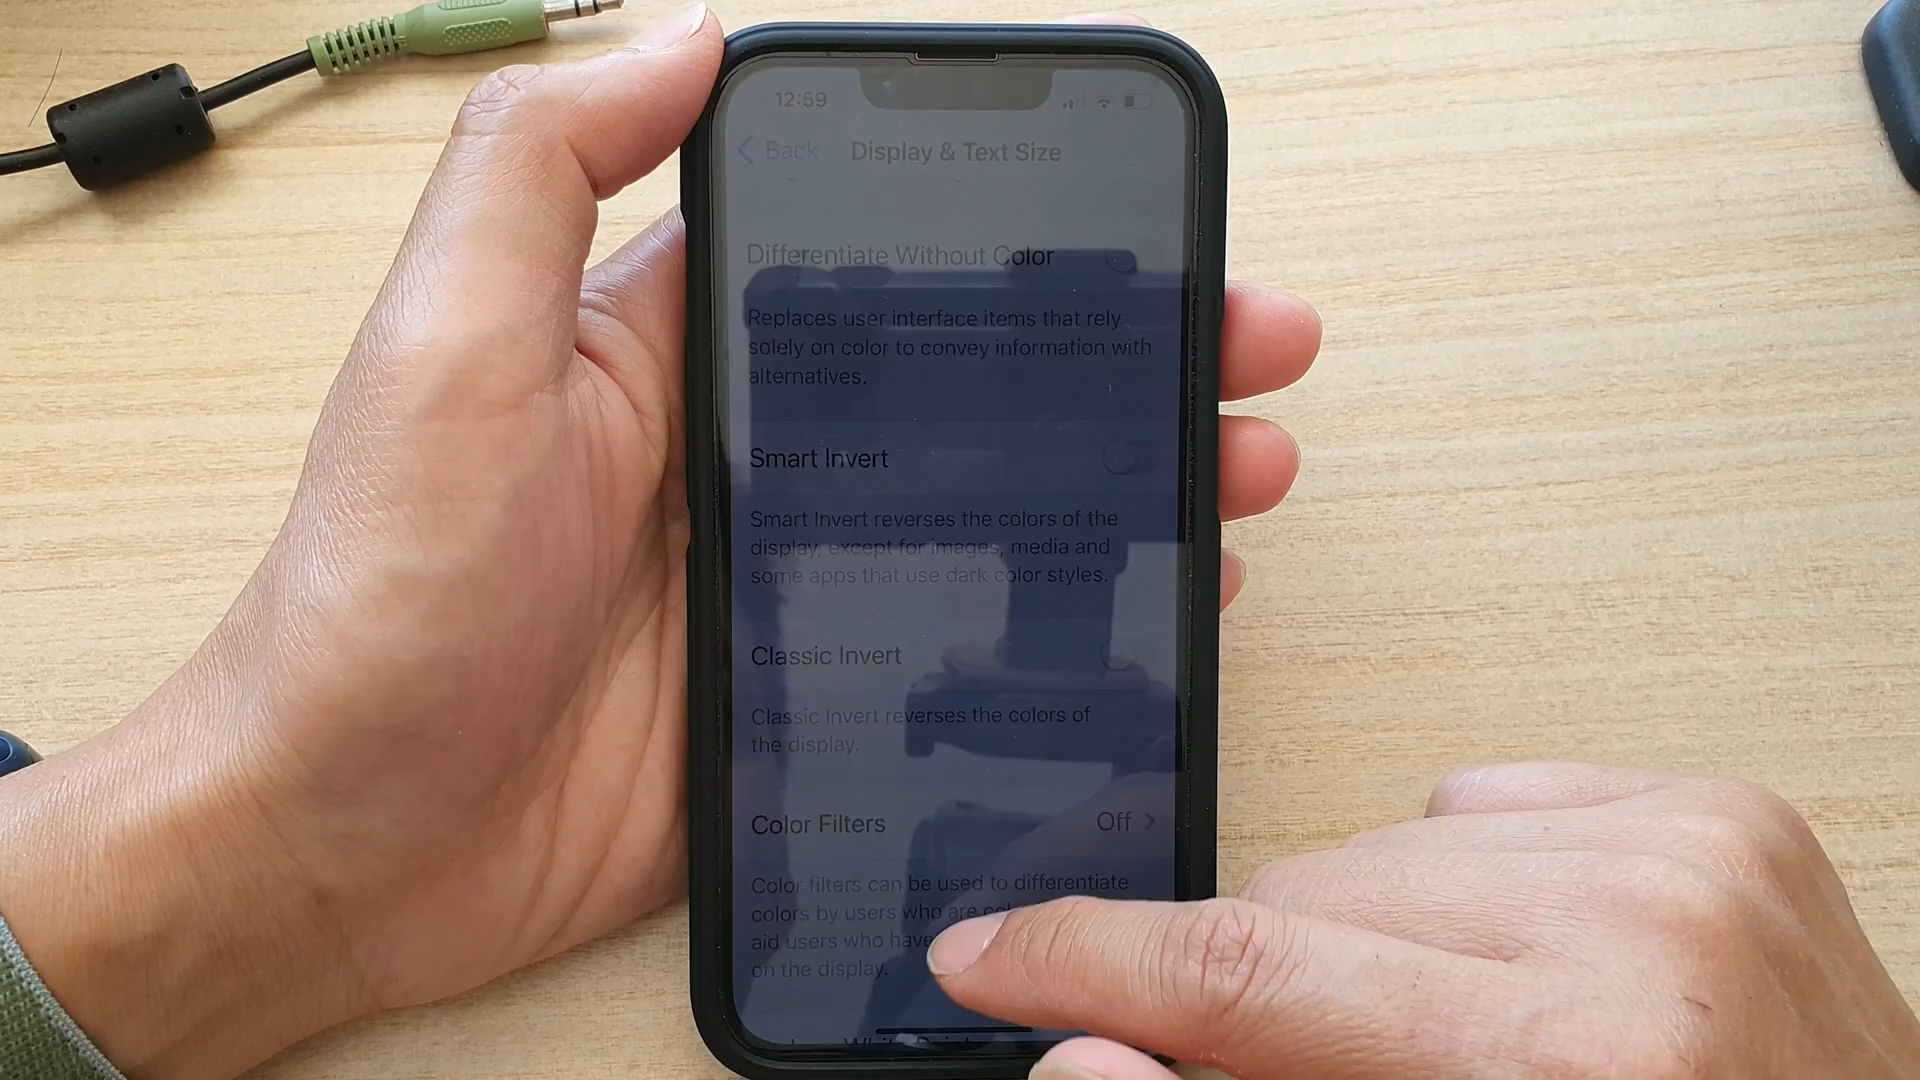 12:59
Back
Display & Text Size
Differentiate Without Color
Replaces user interface items that rely
solely on color to convey information with
alternatives.
Smart Invert
Smart Invert reverses the colors of the
display, except for images, media and
some apps that use dark color styles.
Classic Invert
Classic Invert reverses the colors of
the display.
Color Filters Off
Color filters can be used to differentiate
colors by users who are
aid users who have
on the display.